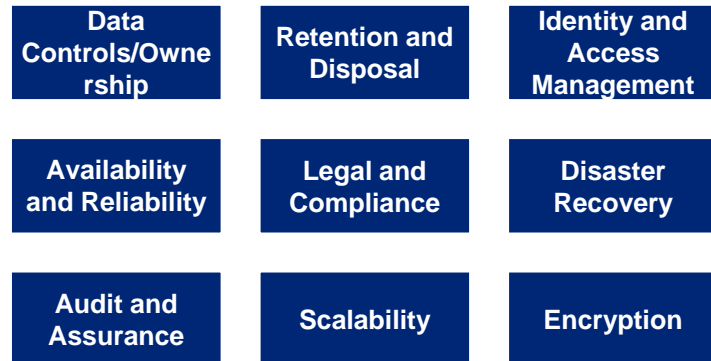 Data
Controls/Owne
rship
Retention and
Disposal
Identity and
Access
Management
Availability
and Reliability
Legal and
Compliance
Disaster
Recovery
Audit and
Assurance
Scalability
Encryption